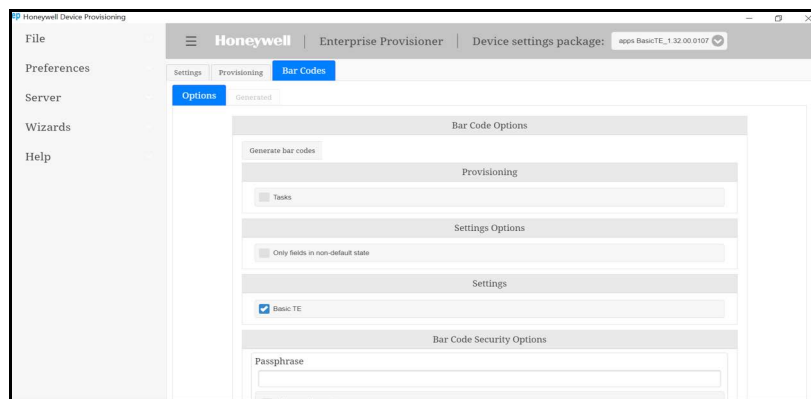 ep Honeywell Device Provisioning
File
Preferences
Server
Wizards
Help
Honeywell | Enterprise Provisioner | Device settings package: apps BasicTE_1.32.00.0107
Settings Provisioning Bar Codes
Options Generated
Bar Code Options
Generate bar codes
Provisioning
Tasks
Settings Options
Only fields in non-default state
Settings
Basic TE
Bar Code Security Options
Passphrase